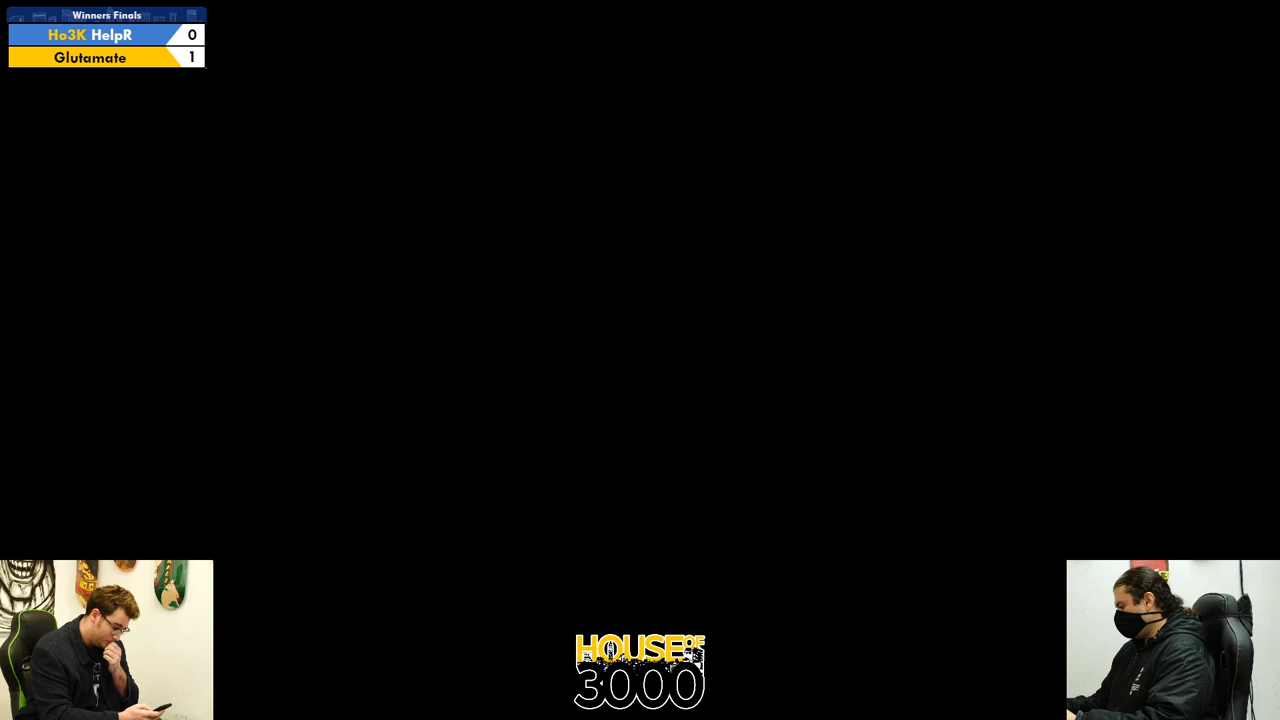 Winners Finals
Ho3K HelpR 0
Glutamate 1
HOUSE OF
3000